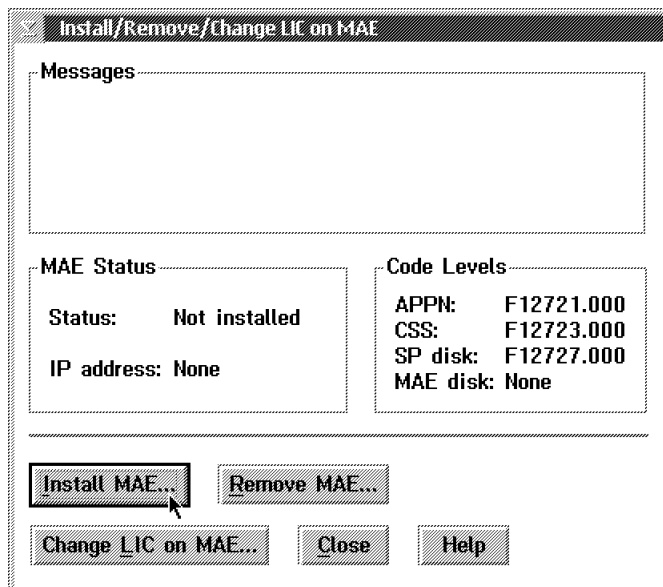 Install/Remove/Change LIC on MAE
Messages
MAE Status
Status: Not installed
IP address: None
Code Levels
APPN: F12721.000
CSS: F12723.000
SP disk: F12727.000
MAE disk: None
Install MAE...
Remove MAE...
Change LIC on MAE...
Close
Help